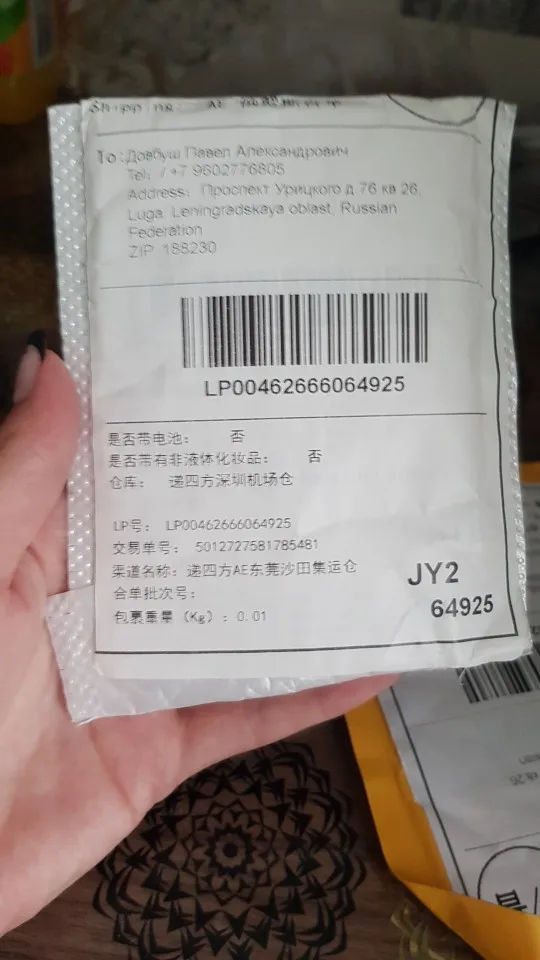 To: Довбуш Павел Александрович
Tel: / +7 9602776805
Address: Проспект Урицкого д 76 кв 26,
Luga, Leningradskaya oblast, Russian
Federation
ZIP 188230
LP00462666064925
是否带电池: 否
是否带有非液体化妆品: 否
仓库: 递四方深圳机场仓
LP号: LP00462666064925
交易单号: 5012727581785481
渠道名称: 递四方AE东莞沙田集运仓
合单批次号:
包裹重量 (Kg) : 0.01
JY2
64925
кв 26